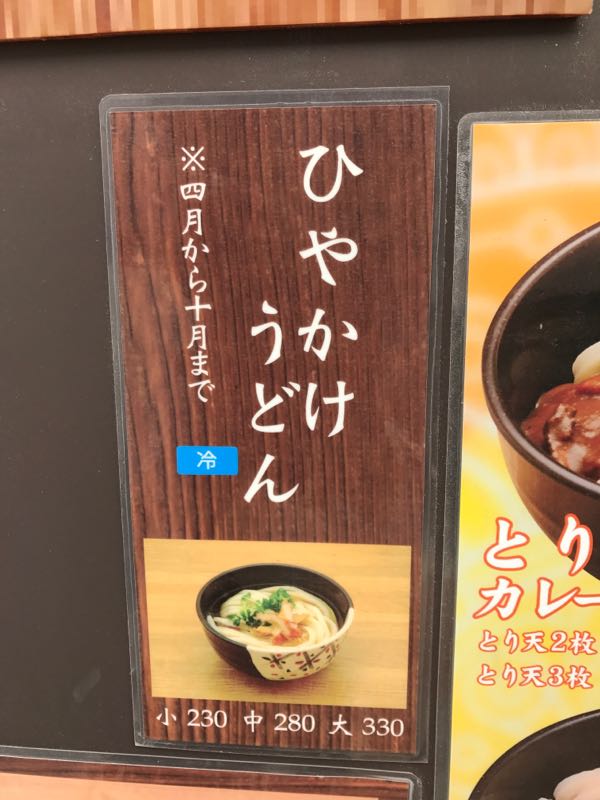 ひやかけ
うどん
※四月から十月まで
冷
小 230 中 280 大 330
とり
カレー
とり天2枚
とり天3枚